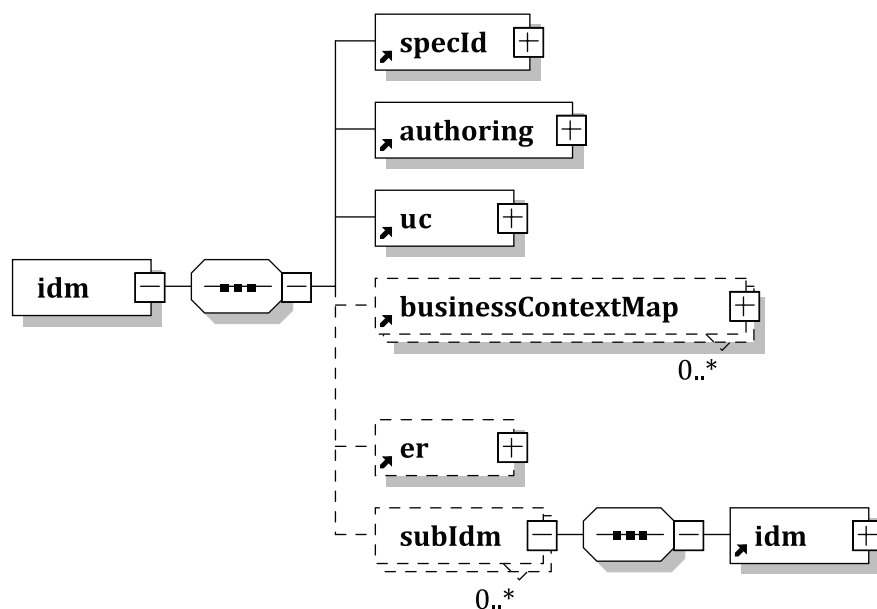 specId
authoring
uc
idm
businessContextMap
0..*
er
subIdm
idm
0..*